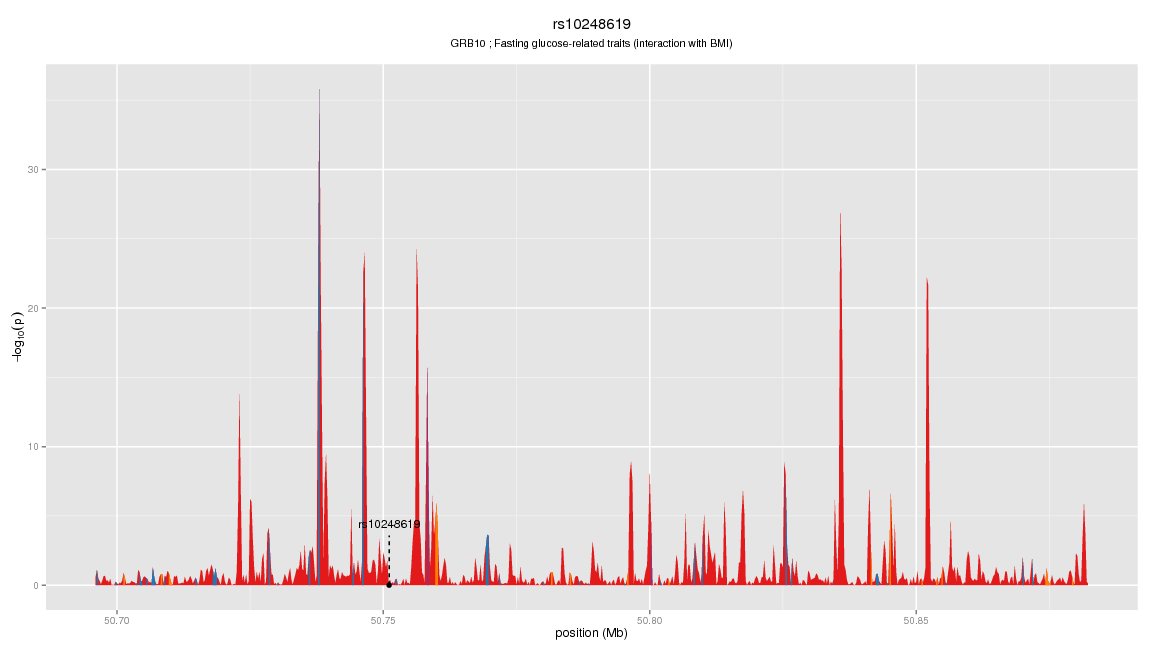 rs10248619
GRB10 ; Fasting glucose-related traits (interaction with BMI)
−log10(p)
30
20
10
0
rs10248619
50.70
50.75
50.80
50.85
position (Mb)